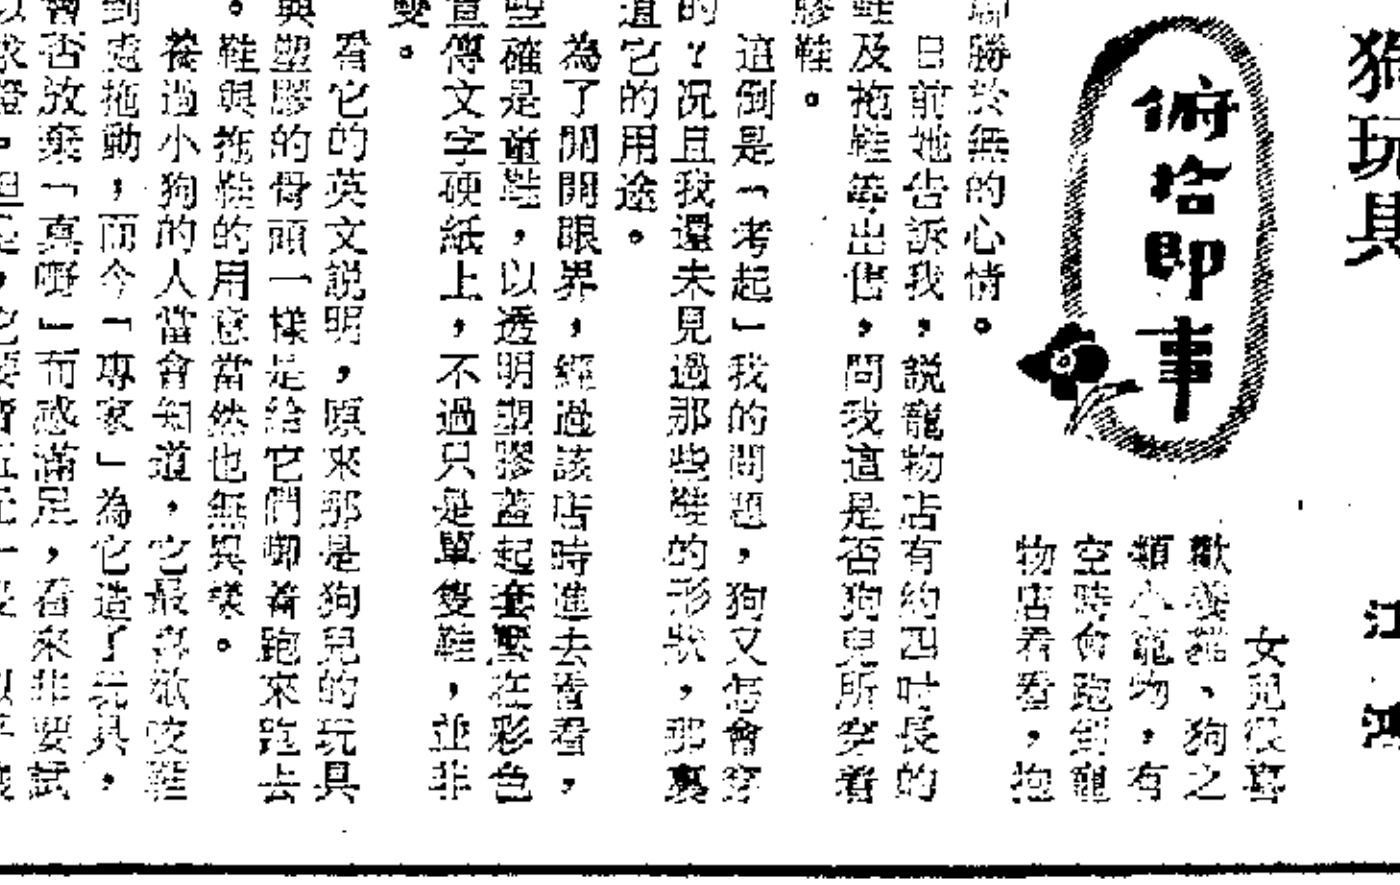 狗玩具
江鴻
俯拾即事
女兒很喜
歡養貓、狗之
類小寵物，有
空時會跑到寵
物店看看，抱
聊勝於無的心情。
日前她告訴我，說寵物店有約四吋長的
鞋及拖鞋等出售，問我這是否狗兒所穿着
膠鞋。
這倒是「考起」我的問題，狗又怎會穿
的？況且我還未見過那些鞋的形狀，那裏
道它的用途。
為了開開眼界，經過該店時進去看看，
些確是童鞋，以透明塑膠蓋起套壓在彩色
宣傳文字硬紙上，不過只是單隻鞋，並非
雙。
看它的英文說明，原來那是狗兒的玩具
與塑膠的骨頭一樣是給它們啣着跑來跑去
。鞋與拖鞋的用意當然也無異樣。
養過小狗的人當會知道，它最喜歡咬鞋
到處拖動，而今「專家」為它造了玩具，
會否放棄「真嘢」而感滿足，看來非要試